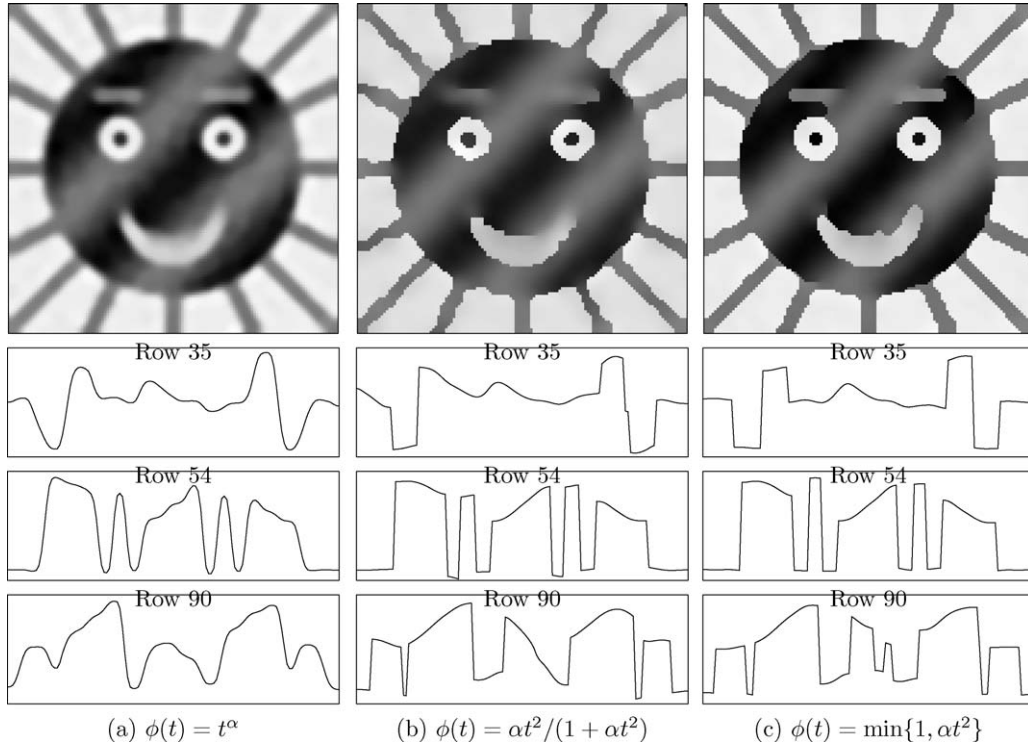 Row 35 Row 35 Row 35
Row 54 Row 54 Row 54
Row 90 Row 90 Row 90
(a) ϕ(t) = t^α (b) ϕ(t) = αt²/(1 + αt²) (c) ϕ(t) = min{1, αt²}